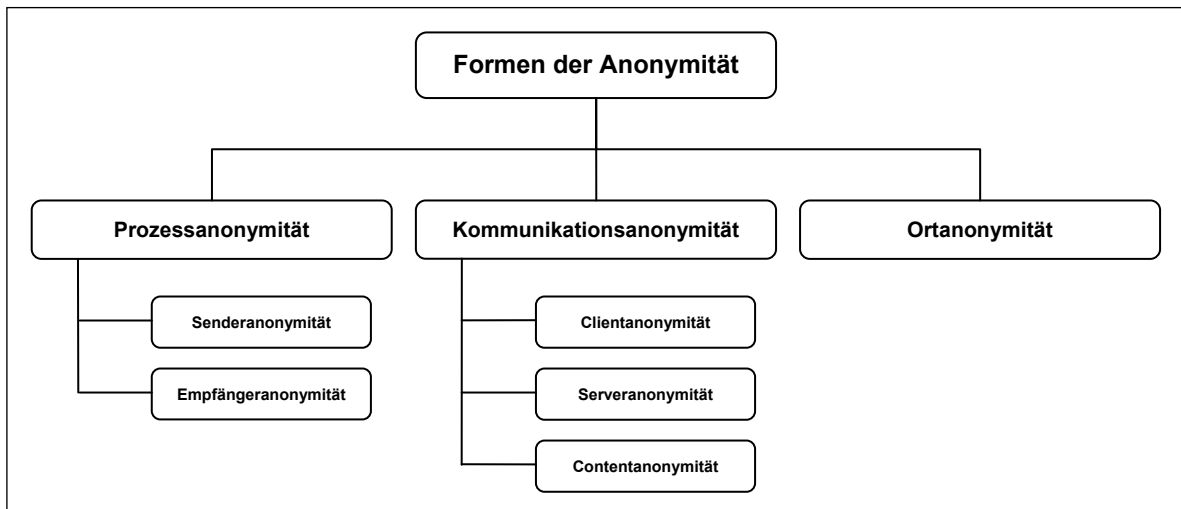 Formen der Anonymität
Prozessanonymität
Kommunikationsanonymität
Ortanonymität
Senderanonymität
Clientanonymität
Empfängeranonymität
Serveranonymität
Contentanonymität